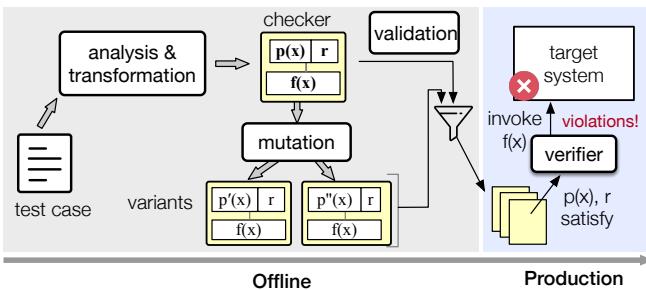 checker
validation
analysis &
transformation
p(x) r
f(x)
target
system
invoke
f(x)
violations!
mutation
verifier
test case
variants
p'(x) r
f(x)
p"(x) r
f(x)
p(x), r
satisfy
Offline
Production